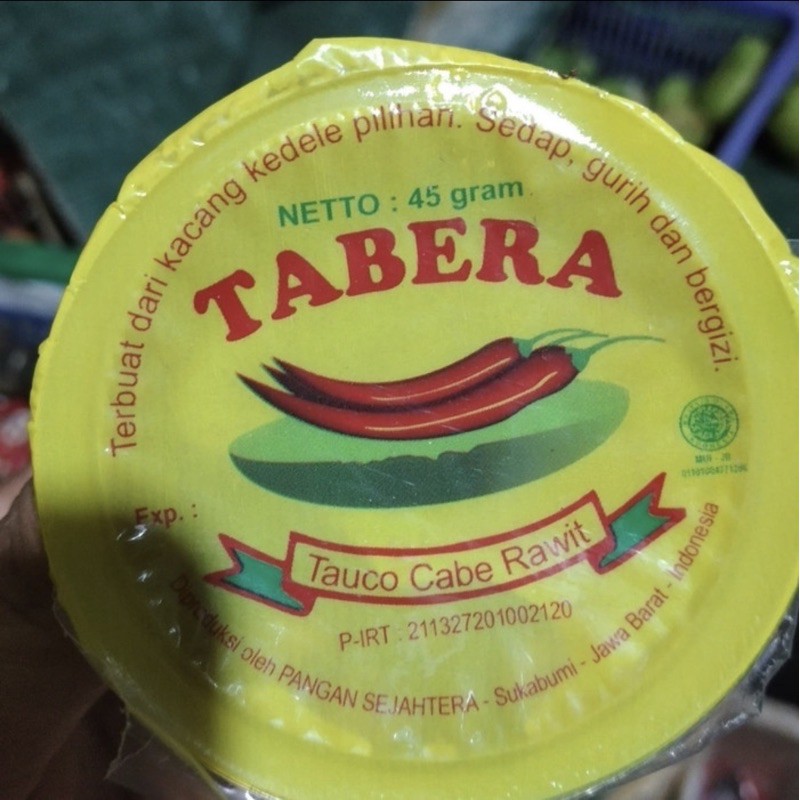 Terbuat dari kacang kedele pilihan. Sedap, gurih dan bergizi.
NETTO : 45 gram
TABERA
Exp. :
Tauco Cabe Rawit
P-IRT : 211327201002120
Diproduksi oleh PANGAN SEJAHTERA - Sukabumi - Jawa Barat - Indonesia